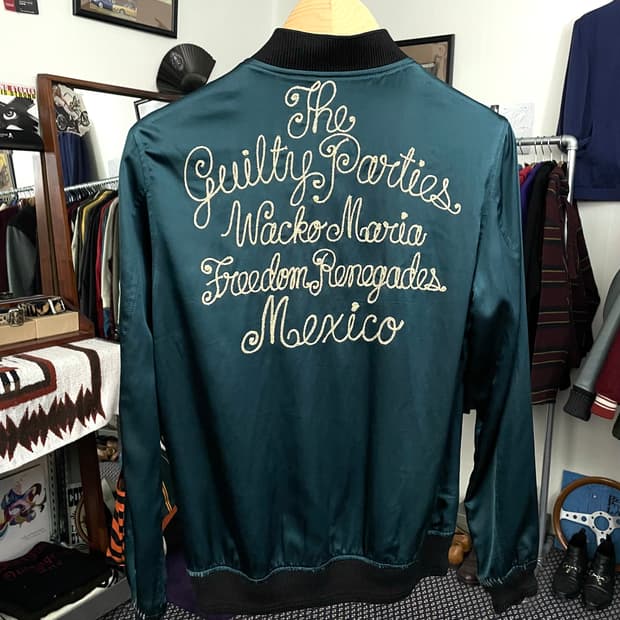 The
Guilty Parties
Wacko Maria
Freedom Renegades
Mexico